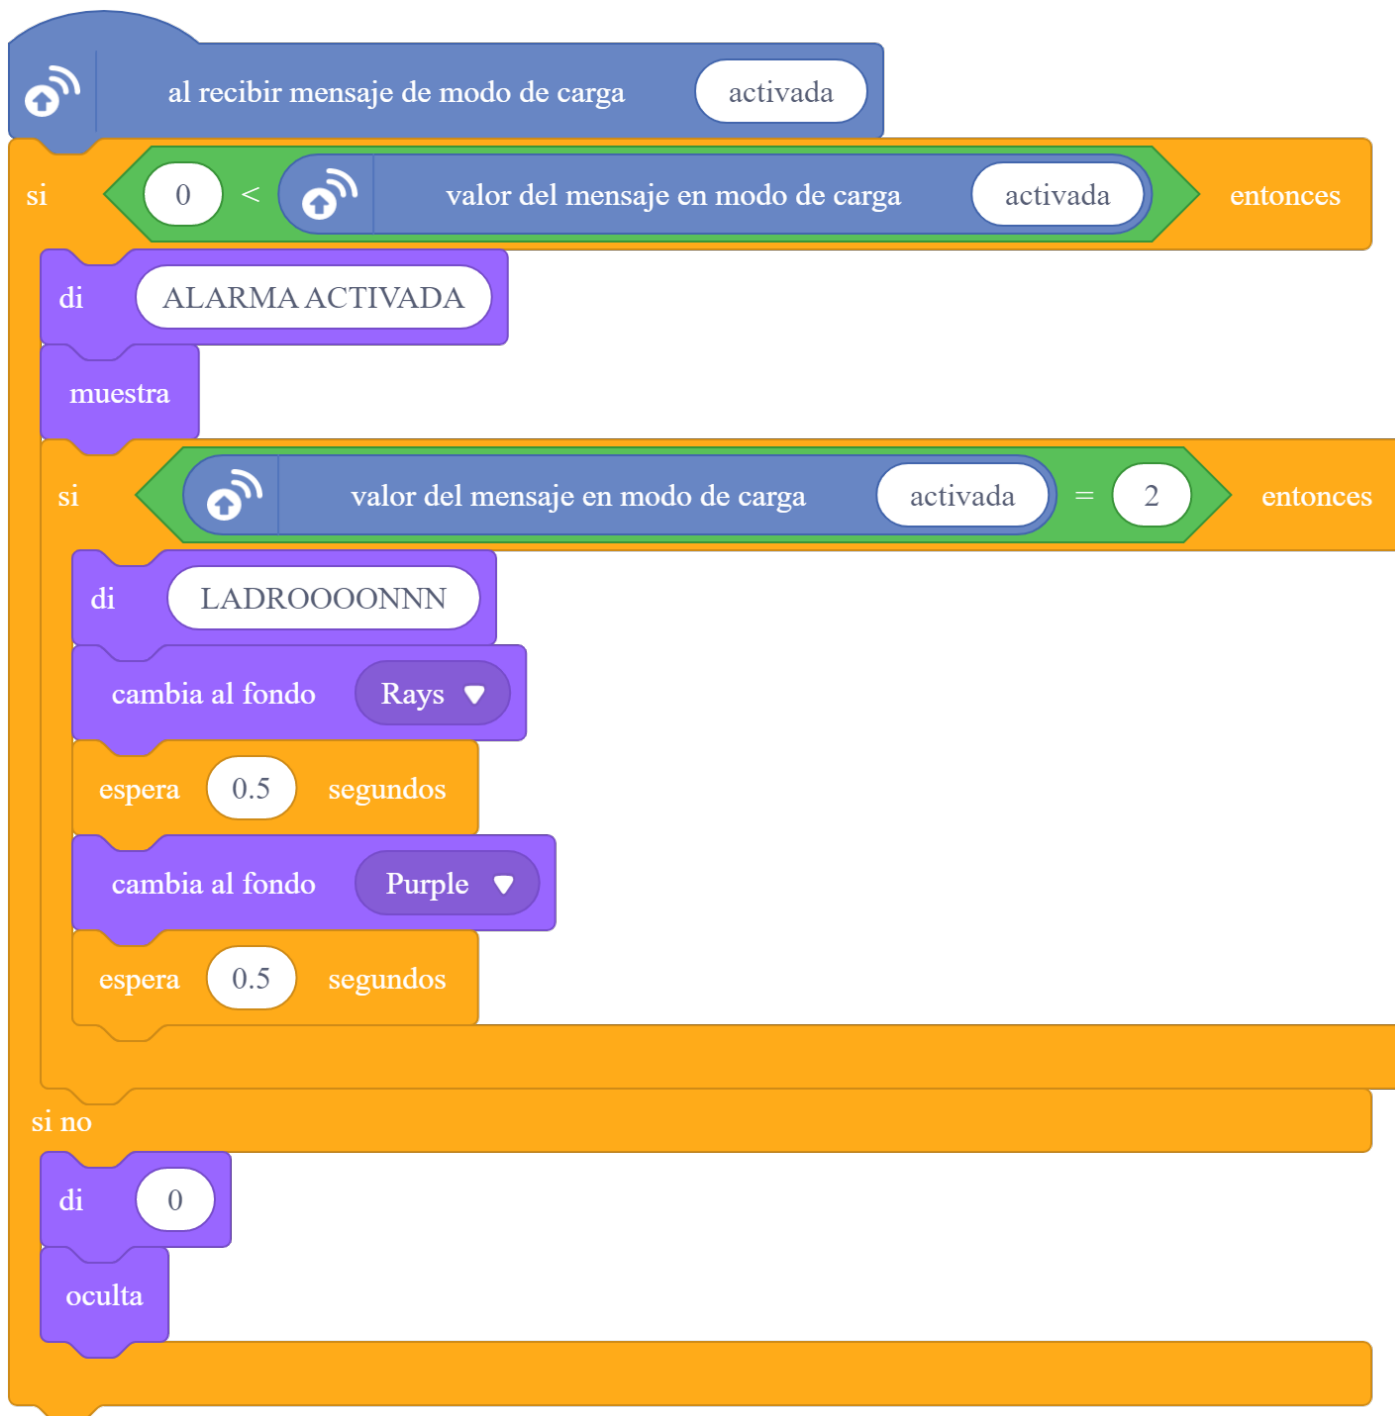 al recibir mensaje de modo de carga activada
si 0 < valor del mensaje en modo de carga activada entonces
di ALARMA ACTIVADA
muestra
si valor del mensaje en modo de carga activada = 2 entonces
di LADROOOONNN
cambia al fondo Rays
espera 0.5 segundos
cambia al fondo Purple
espera 0.5 segundos
si no
di 0
oculta